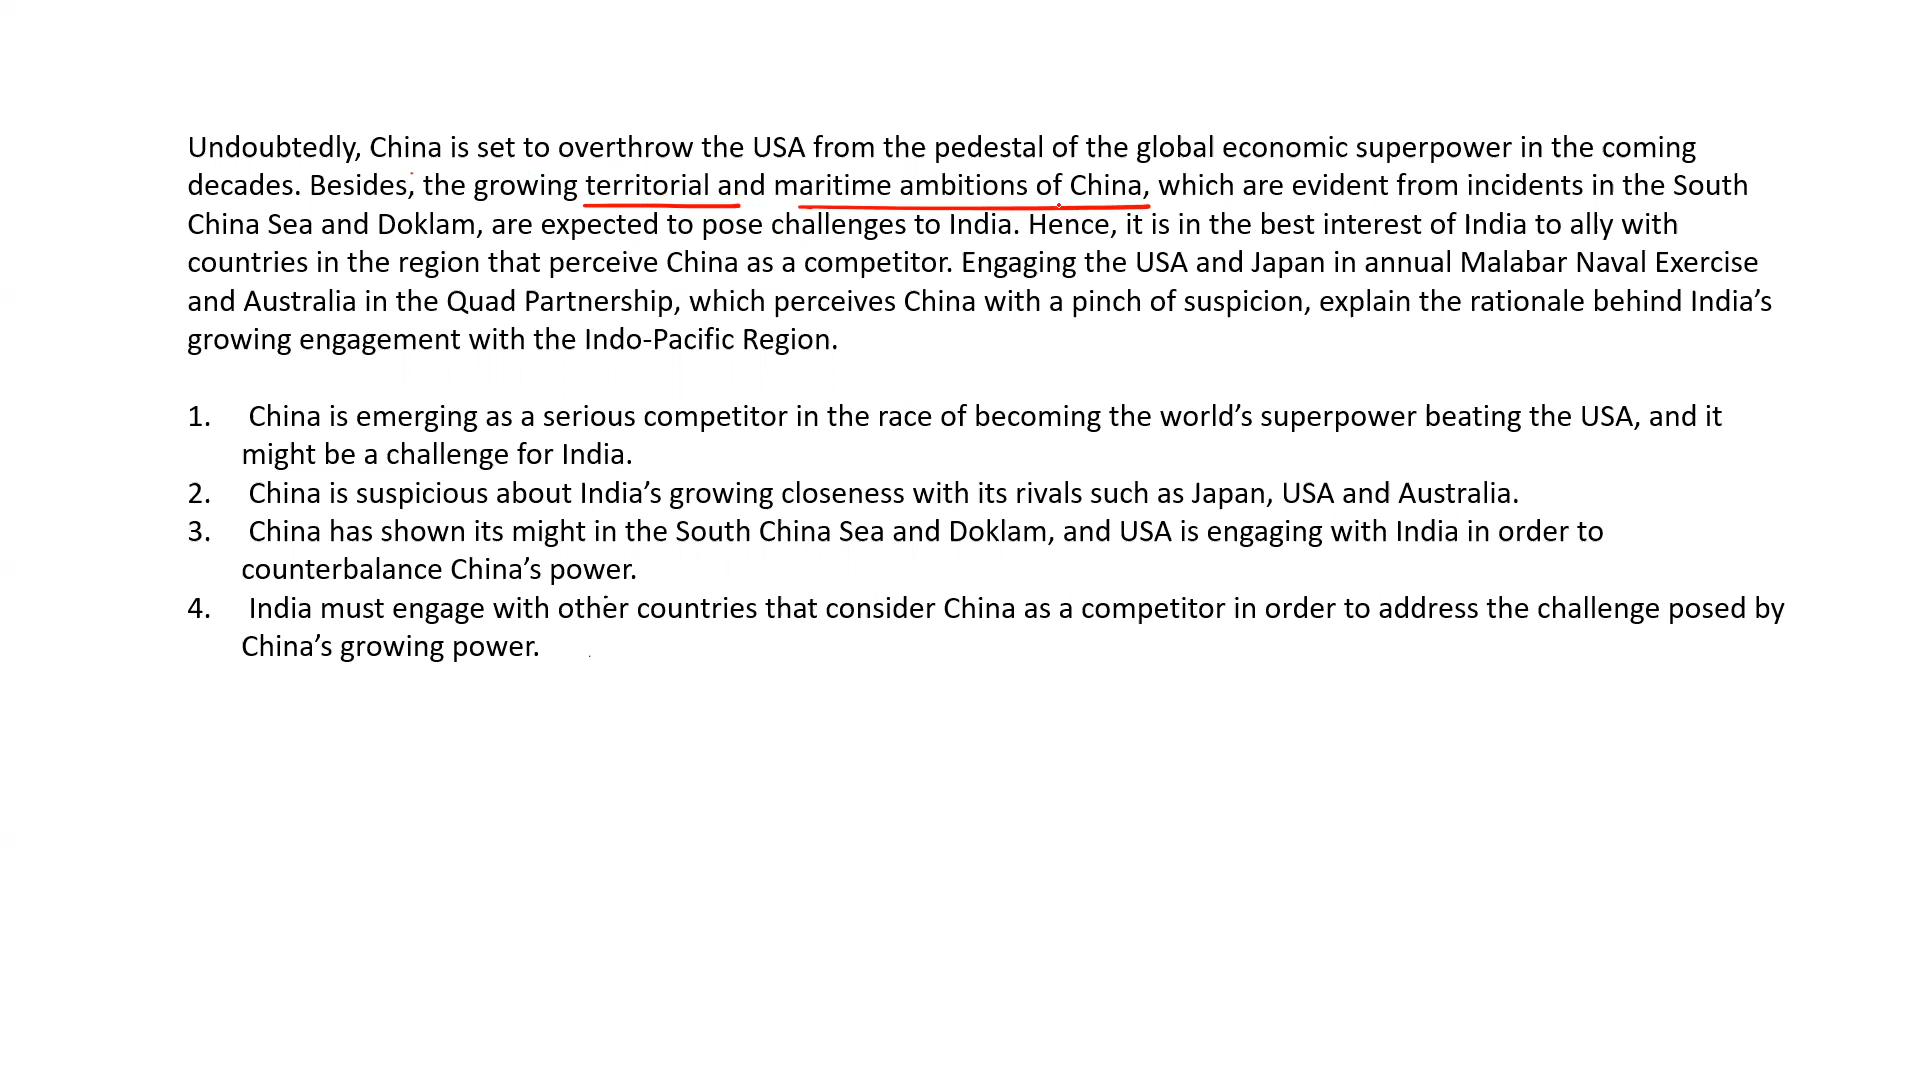 Undoubtedly, China is set to overthrow the USA from the pedestal of the global economic superpower in the coming
decades. Besides, the growing territorial and maritime ambitions of China, which are evident from incidents in the South
China Sea and Doklam, are expected to pose challenges to India. Hence, it is in the best interest of India to ally with
countries in the region that perceive China as a competitor. Engaging the USA and Japan in annual Malabar Naval Exercise
and Australia in the Quad Partnership, which perceives China with a pinch of suspicion, explain the rationale behind India’s
growing engagement with the Indo-Pacific Region.
1. China is emerging as a serious competitor in the race of becoming the world’s superpower beating the USA, and it
might be a challenge for India.
2. China is suspicious about India’s growing closeness with its rivals such as Japan, USA and Australia.
3. China has shown its might in the South China Sea and Doklam, and USA is engaging with India in order to
counterbalance China’s power.
4. India must engage with other countries that consider China as a competitor in order to address the challenge posed by
China’s growing power.